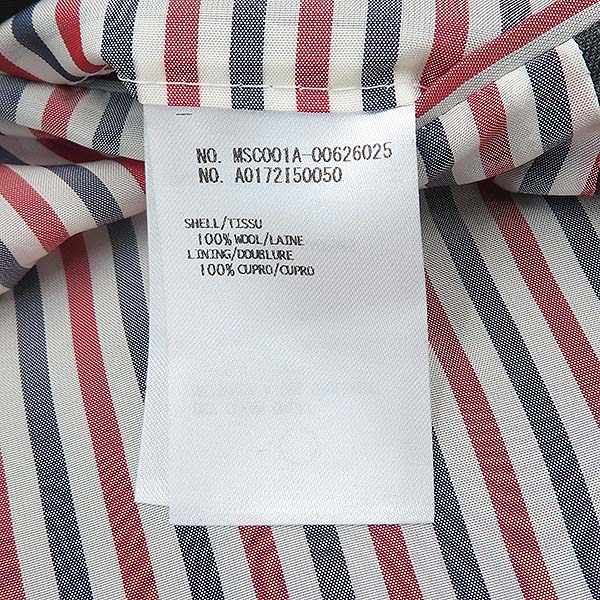 NO. MSC001A-00626025
NO. A0172I50050
SHELL/TISSU
100% WOOL/LAINE
LINING/DOUBLURE
100% CUPRO/CUPRO